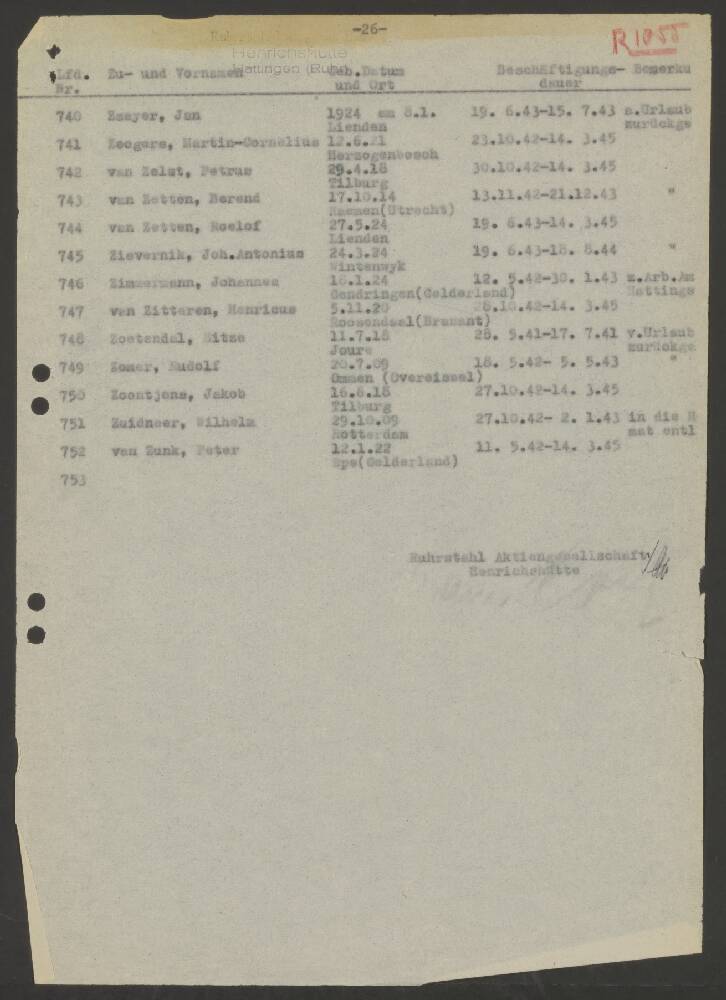 -26-
R 1055
Henrichshütte
Hattingen (Ruhr)
Lfd. Zu- und Vornamen Geb.Datum Beschäftigungs- Bemerku
Nr. und Ort dauer
740 Zaayer, Jan 1924 am 8.1. 19. 6.43-15. 7.43 a.Urlaub
Lienden zurückge
741 Zeegers, Martin-Cornelius 12.6.21 23.10.42-14. 3.45
Herzogenbosch
742 van Zelst, Petrus 29.4.18 30.10.42-14. 3.45
Tilburg
743 van Zetten, Berend 17.10.14 13.11.42-21.12.43 "
(Utrecht)
744 van Zetten, Roelof 27.5.24 19. 6.43-14. 3.45
Lienden
745 Zievernik, Joh.Antonius 24.3.24 19. 6.43-18. 8.44 "
Wintenwyk
746 Zimmermann, Johannes 16.1.24 12. 5.42-30. 1.43 z.Arb.Am
Gendringen(Gelderland) Hattinge
747 van Zittaren, Henricus 5.11.20 28.10.42-14. 3.45
Roosendaal(Bramant)
748 Zoetendal, Sitze 11.7.18 28. 5.41-17. 7.41 v.Urlaub
Joure zurückge
749 Zomer, Rudolf 20.7.09 18. 5.42- 5. 5.43 "
Ommen (Overeissel)
750 Zoontjens, Jakob 16.6.18 27.10.42-14. 3.45
Tilburg
751 Zuidneer, Wilhelm 29.10.09 27.10.42- 2. 1.43 in die H
Rotterdam mat entl
752 van Zunk, Peter 12.1.22 11. 5.42-14. 3.45
Epe(Gelderland)
753
Ruhrstahl Aktiengesellschaft
Henrichshütte